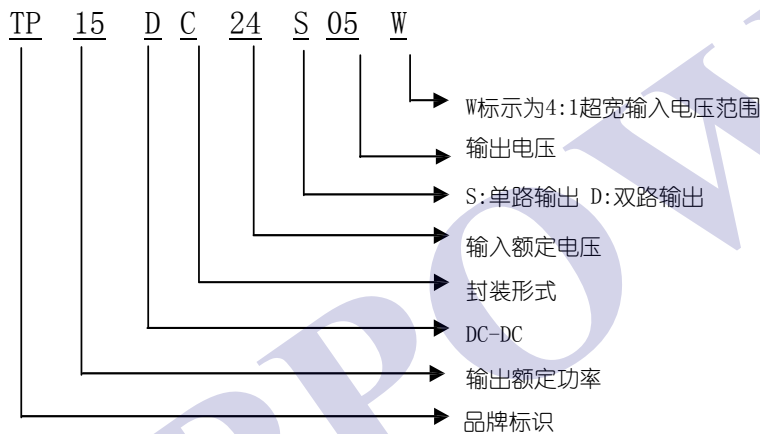 TP 15 D C 24 S 05 W
W标示为4:1超宽输入电压范围
输出电压
S:单路输出 D:双路输出
输入额定电压
封装形式
DC-DC
输出额定功率
品牌标识